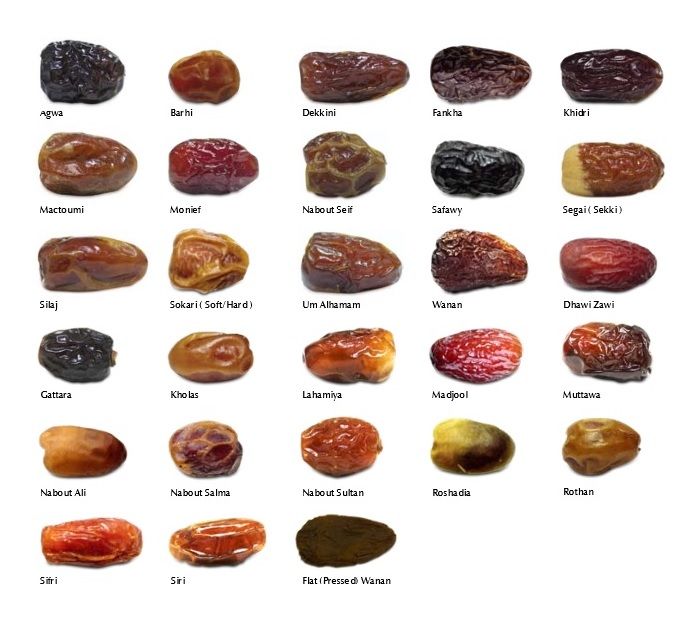 Agwa
Barhi
Dekkini
Fankha
Khidri
Mactoumi
Monief
Nabout Seif
Safawy
Segai ( Sekki )
Silaj
Sokari ( Soft/Hard )
Um Alhamam
Wanan
Dhawi Zawi
Gattara
Kholas
Lahamiya
Madjool
Muttawa
Nabout Ali
Nabout Salma
Nabout Sultan
Roshadia
Rothan
Sifri
Siri
Flat (Pressed) Wanan